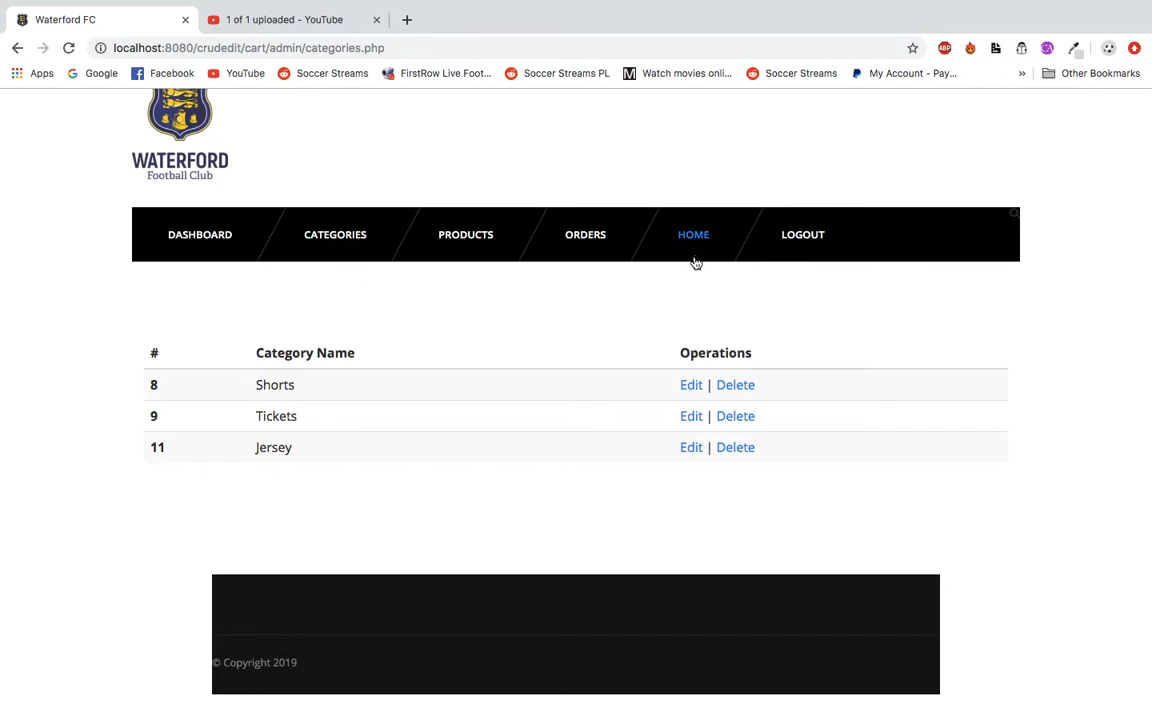 Waterford FC
1 of 1 uploaded - YouTube
localhost:8080/crudedit/cart/admin/categories.php
ABP
Apps Google Facebook YouTube Soccer Streams FirstRow Live Foot... Soccer Streams PL Watch movies onli... Soccer Streams My Account - Pay... » Other Bookmarks
WATERFORD
Football Club
DASHBOARD CATEGORIES PRODUCTS ORDERS HOME LOGOUT
# Category Name Operations
8 Shorts Edit | Delete
9 Tickets Edit | Delete
11 Jersey Edit | Delete
© Copyright 2019